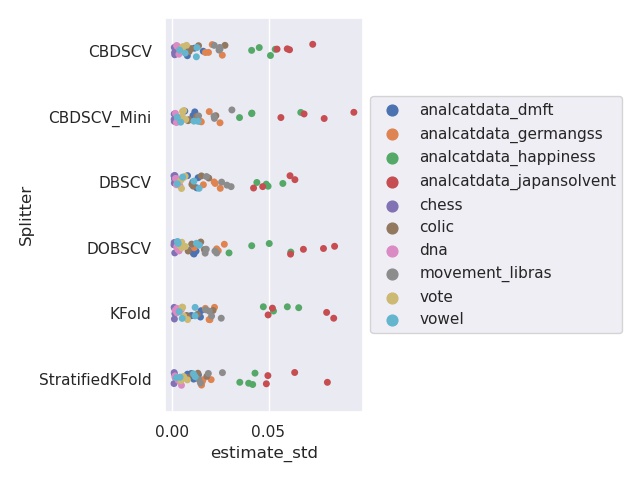 Splitter
CBDSCV
CBDSCV_Mini
DBSCV
DOBSCV
KFold
StratifiedKFold
0.00 0.05
estimate_std
analcatdata_dmft
analcatdata_germangss
analcatdata_happiness
analcatdata_japansolvent
chess
colic
dna
movement_libras
vote
vowel